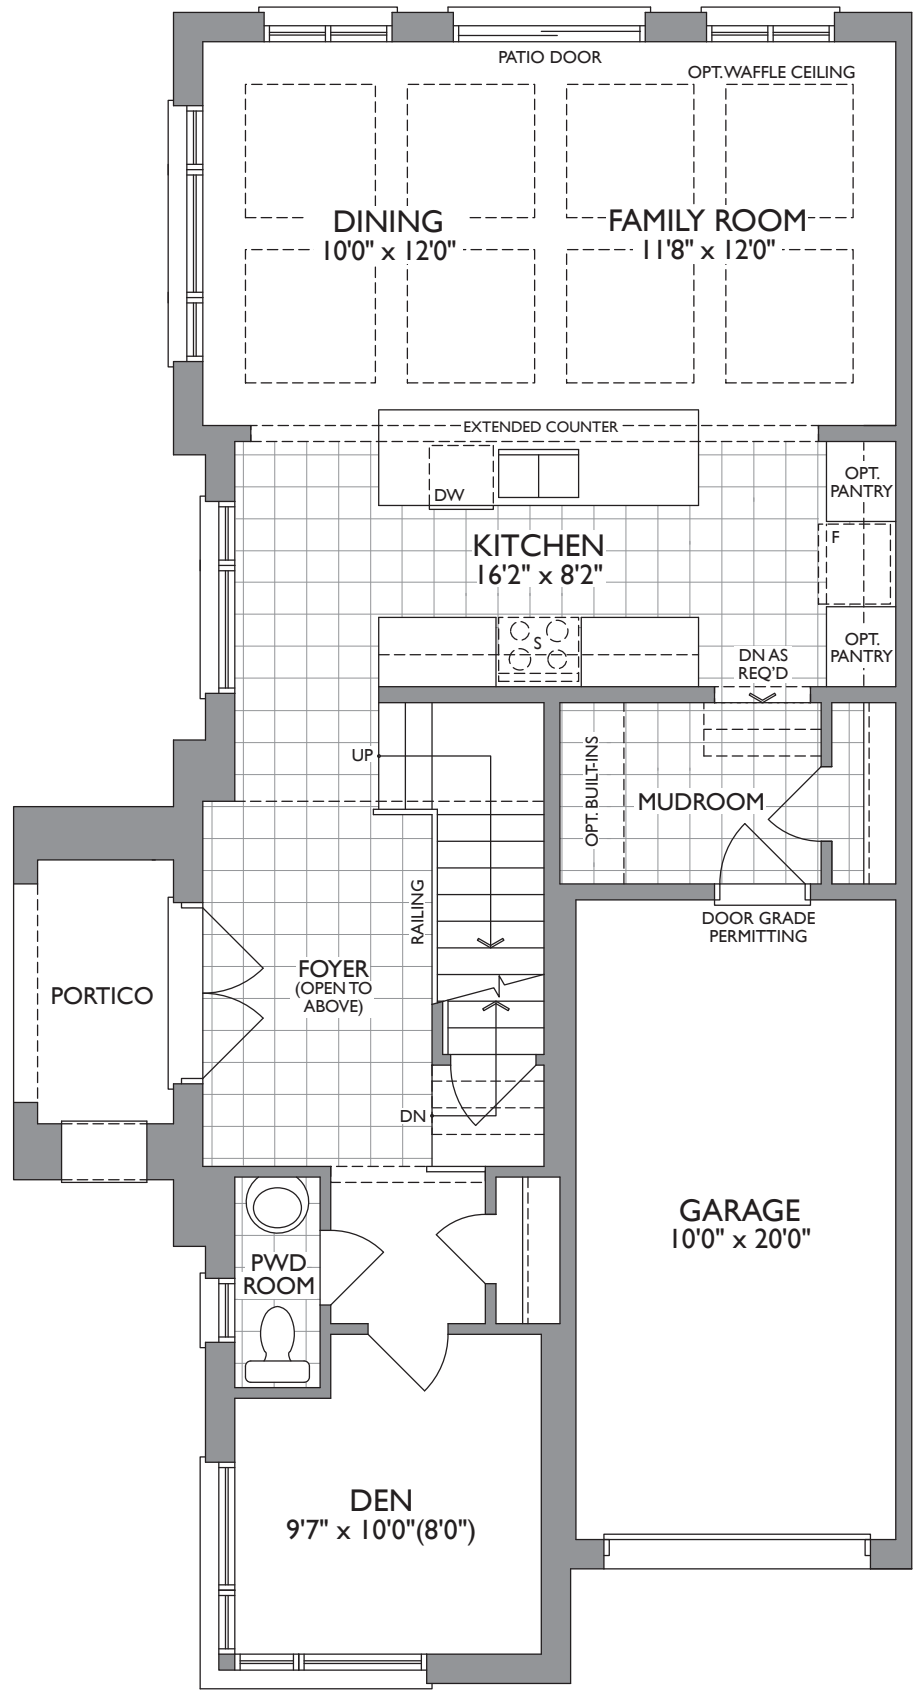 PATIO DOOR
OPT. WAFFLE CEILING
DINING
10'0" x 12'0"
FAMILY ROOM
11'8" x 12'0"
EXTENDED COUNTER
DW
OPT.
PANTRY
F
KITCHEN
16'2" x 8'2"
S
OPT.
PANTRY
DN AS
REQ'D
UP
OPT. BUILT-INS
MUDROOM
RAILING
DOOR GRADE
PERMITTING
FOYER
(OPEN TO
ABOVE)
PORTICO
DN
GARAGE
10'0" x 20'0"
PWD
ROOM
DEN
9'7" x 10'0"(8'0")